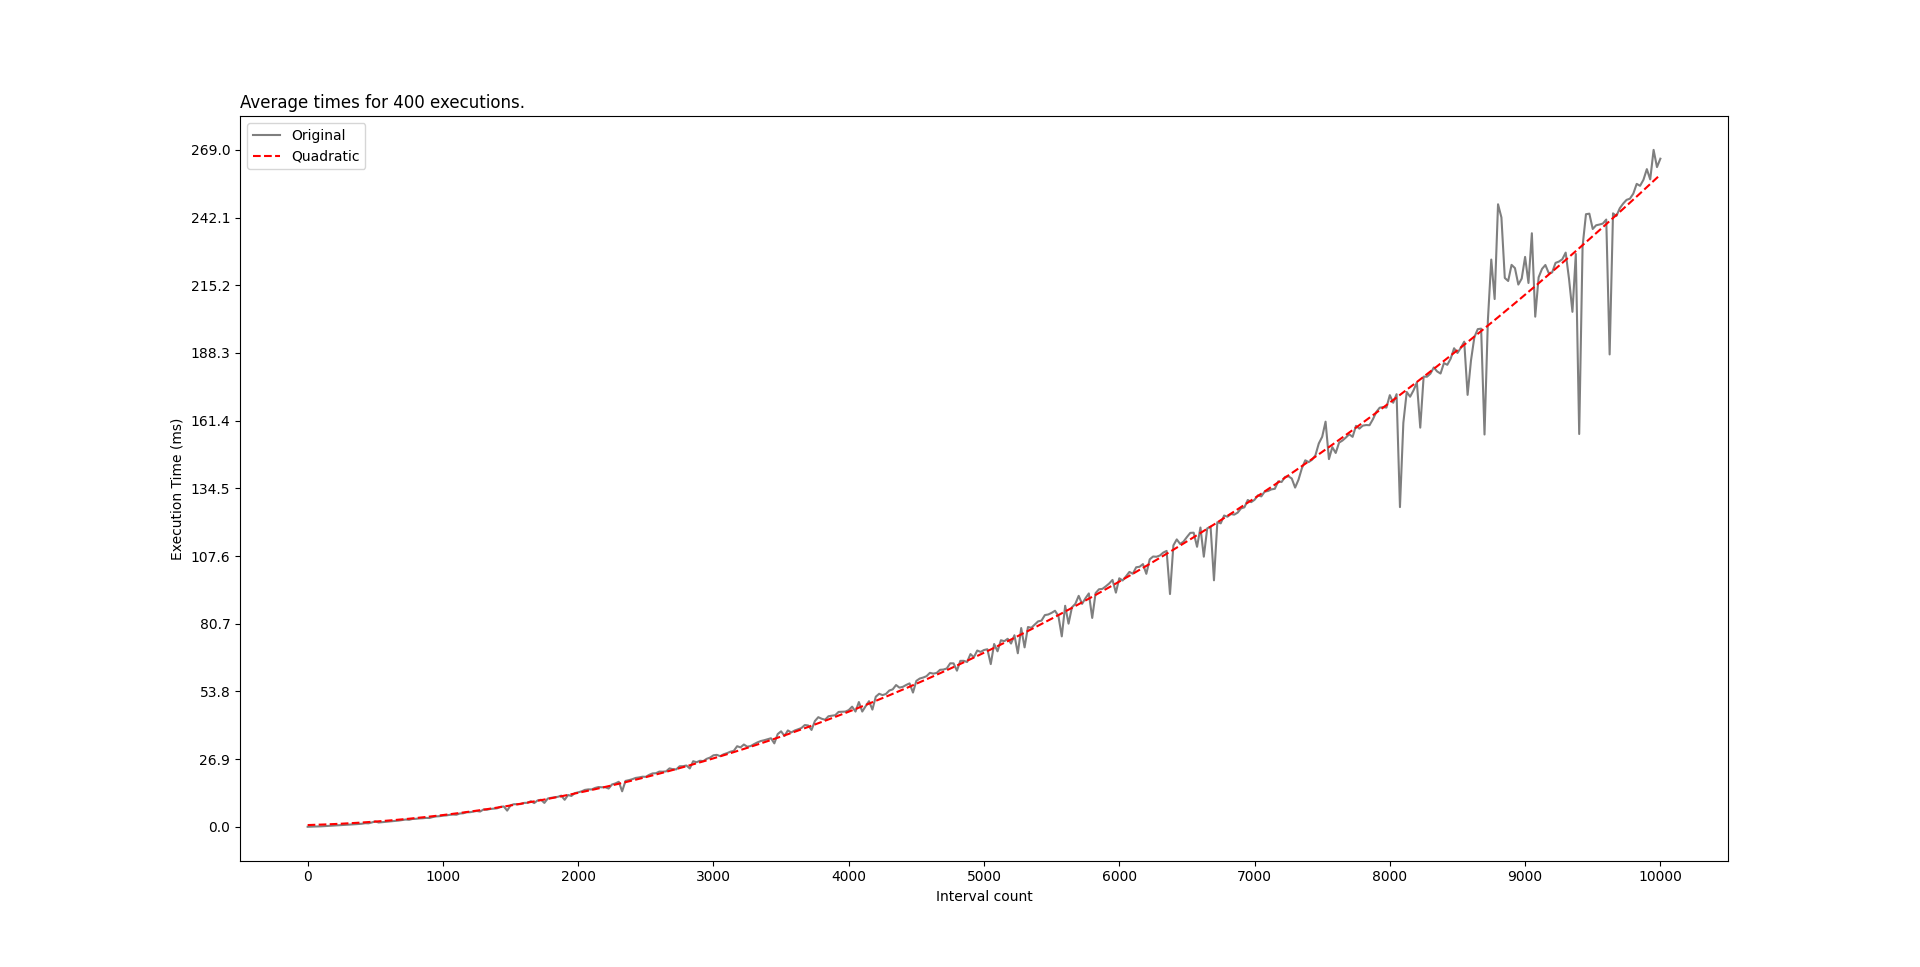 Average times for 400 executions.
Original
Quadratic
269.0
242.1
215.2
188.3
161.4
134.5
107.6
80.7
53.8
26.9
0.0
Execution Time (ms)
0 1000 2000 3000 4000 5000 6000 7000 8000 9000 10000
Interval count